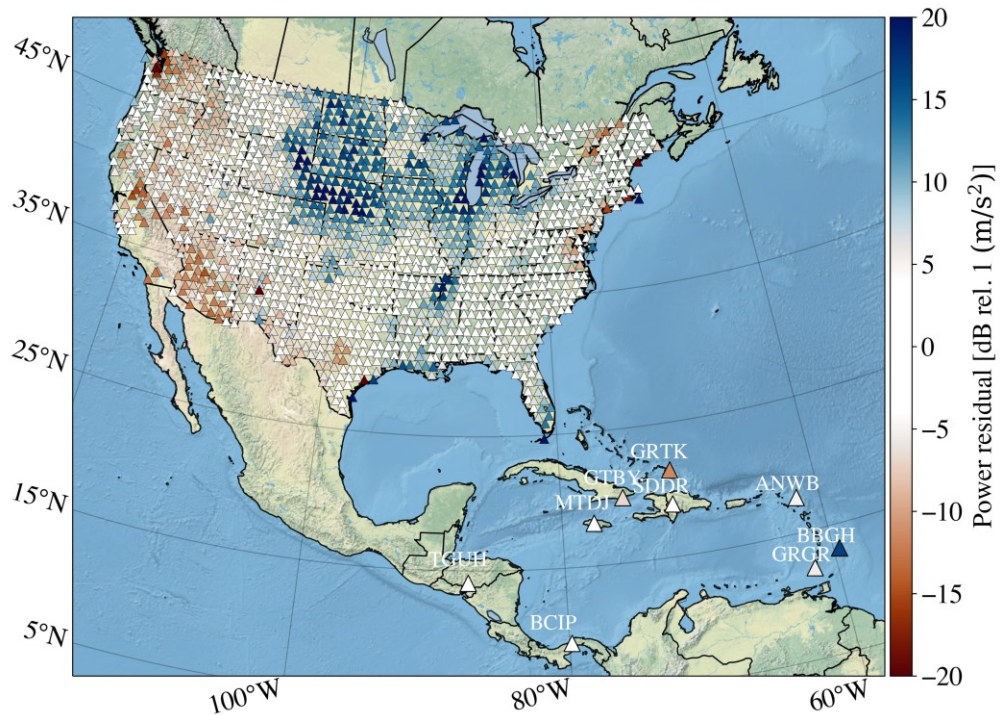 45°N
35°N
25°N
15°N
5°N
100°W
80°W
60°W
GRTK
GTBY
SDDR
MTDJ
ANWB
BBGH
GRGR
TGUH
BCIP
20
15
10
5
0
−5
−10
−15
−20
Power residual [dB rel. 1 (m/s²)]